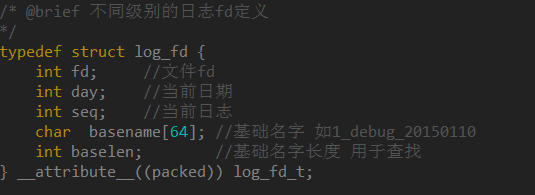 /* @brief 不同级别的日志fd定义
*/
typedef struct log_fd {
    int fd;     //文件fd
    int day;    //当前日期
    int seq;    //当前日志
    char  basename[64]; //基础名字 如1_debug_20150110
    int baselen;        //基础名字长度 用于查找
} __attribute__((packed)) log_fd_t;